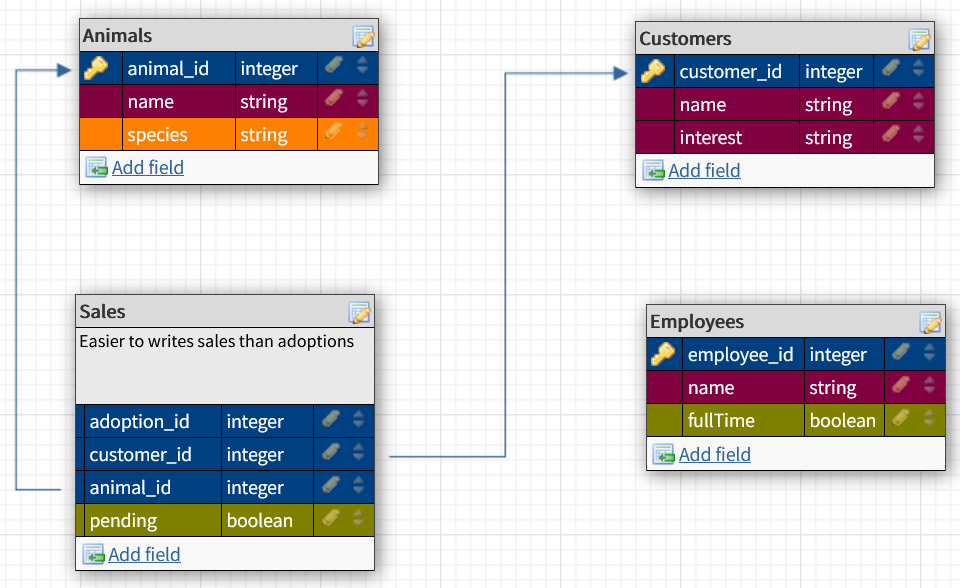 Animals
animal_id integer
name string
species string
Add field
Customers
customer_id integer
name string
interest string
Add field
Sales
Easier to writes sales than adoptions
adoption_id integer
customer_id integer
animal_id integer
pending boolean
Add field
Employees
employee_id integer
name string
fullTime boolean
Add field